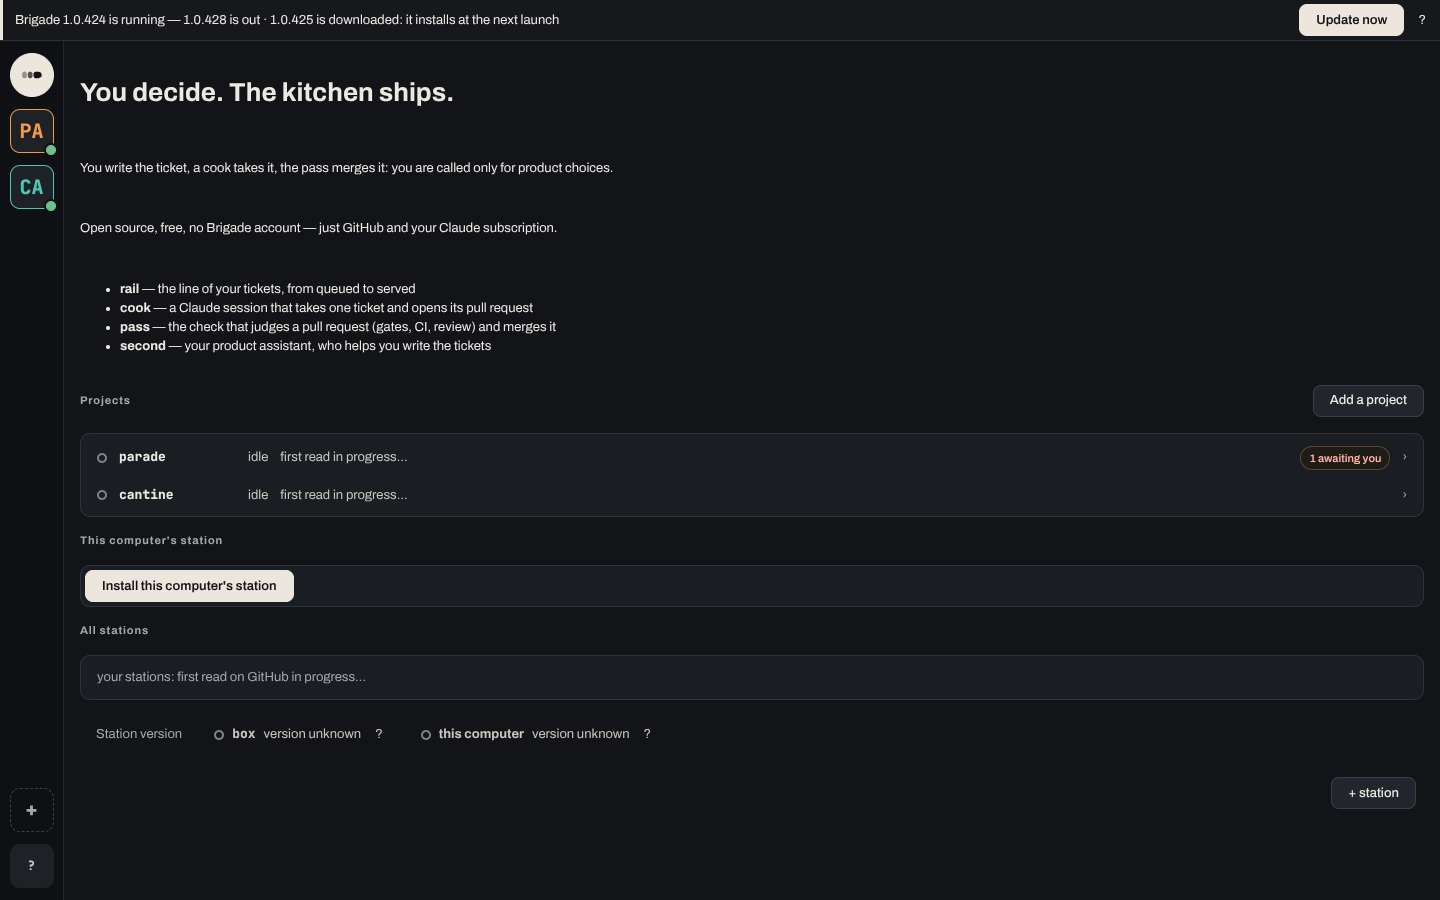 Brigade 1.0.424 is running — 1.0.428 is out · 1.0.425 is downloaded: it installs at the next launch
Update now
?
PA
CA
You decide. The kitchen ships.
You write the ticket, a cook takes it, the pass merges it: you are called only for product choices.
Open source, free, no Brigade account — just GitHub and your Claude subscription.
• rail — the line of your tickets, from queued to served
• cook — a Claude session that takes one ticket and opens its pull request
• pass — the check that judges a pull request (gates, CI, review) and merges it
• second — your product assistant, who helps you write the tickets
Projects
Add a project
parade idle first read in progress... 1 awaiting you ›
cantine idle first read in progress... ›
This computer's station
Install this computer's station
All stations
your stations: first read on GitHub in progress...
Station version box version unknown ? this computer version unknown ?
+ station
+
?